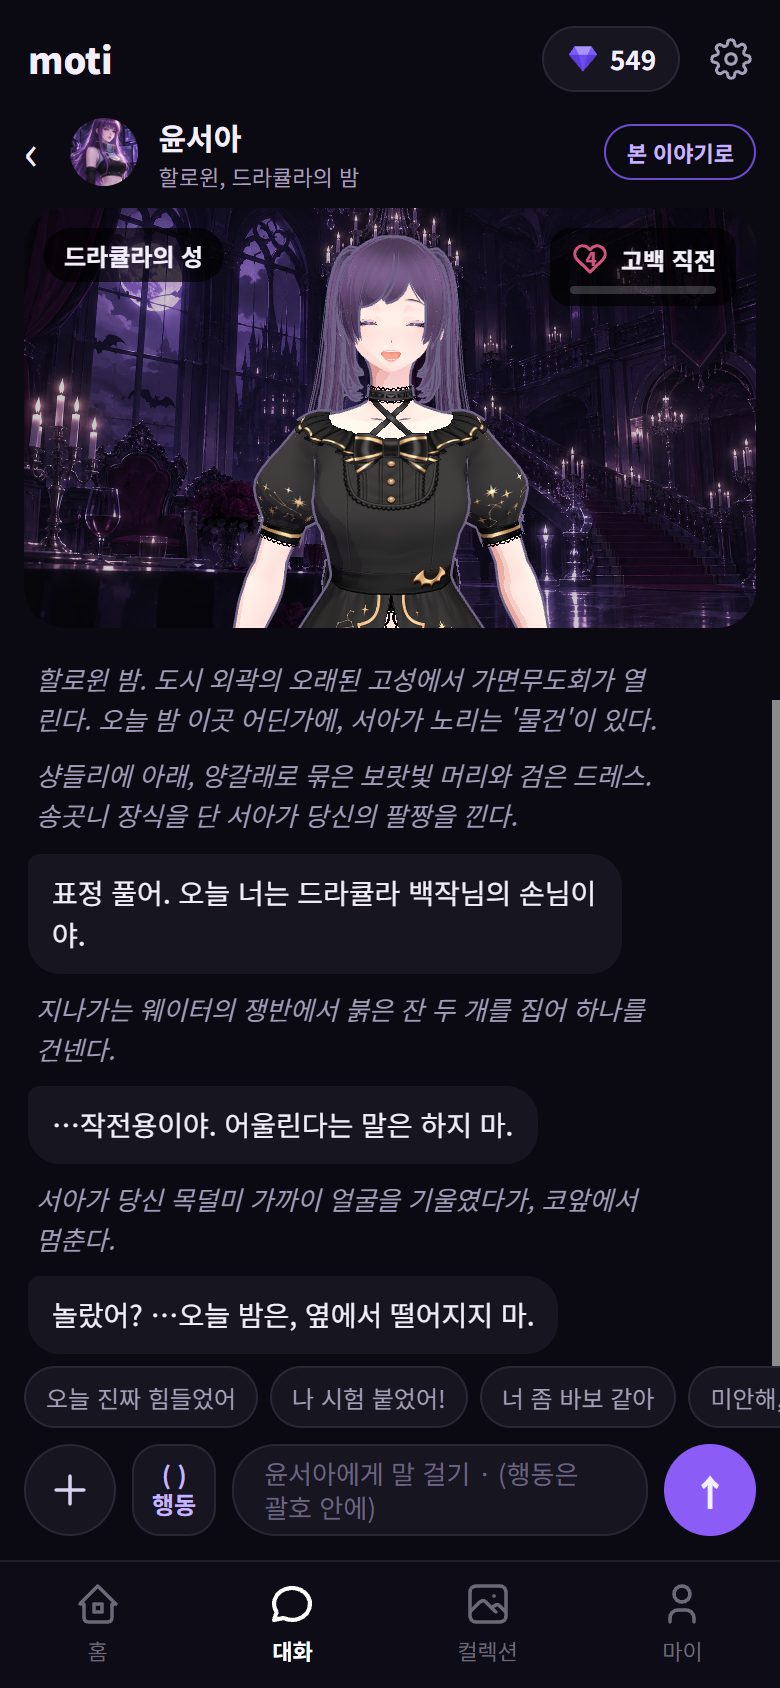 moti
549
윤서아
할로윈, 드라큘라의 밤
본 이야기로
드라큘라의 성
4
고백 직전
할로윈 밤. 도시 외곽의 오래된 고성에서 가면무도회가 열
린다. 오늘 밤 이곳 어딘가에, 서아가 노리는 '물건'이 있다.
샹들리에 아래, 양갈래로 묶은 보랏빛 머리와 검은 드레스.
송곳니 장식을 단 서아가 당신의 팔짱을 낀다.
표정 풀어. 오늘 너는 드라큘라 백작님의 손님이
야.
지나가는 웨이터의 쟁반에서 붉은 잔 두 개를 집어 하나를
건넨다.
…작전용이야. 어울린다는 말은 하지 마.
서아가 당신 목덜미 가까이 얼굴을 기울였다가, 코앞에서
멈춘다.
놀랐어? …오늘 밤은, 옆에서 떨어지지 마.
오늘 진짜 힘들었어
나 시험 붙었어!
너 좀 바보 같아
미안해,
( )
행동
윤서아에게 말 걸기 · (행동은
괄호 안에)
홈
대화
컬렉션
마이